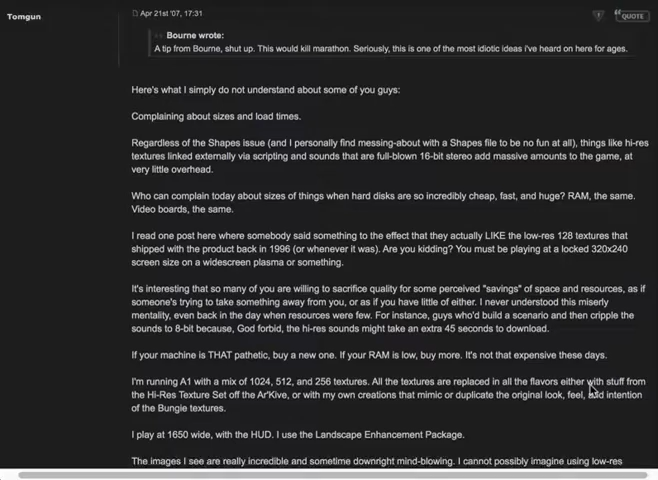 Tomgun
Apr 21st '07, 17:31
QUOTE
Bourne wrote:
A tip from Bourne, shut up. This would kill marathon. Seriously, this is one of the most idiotic ideas i've heard on here for ages.
Here's what I simply do not understand about some of you guys:
Complaining about sizes and load times.
Regardless of the Shapes issue (and I personally find messing-about with a Shapes file to be no fun at all), things like hi-res
textures linked externally via scripting and sounds that are full-blown 16-bit stereo add massive amounts to the game, at
very little overhead.
Who can complain today about sizes of things when hard disks are so incredibly cheap, fast, and huge? RAM, the same.
Video boards, the same.
I read one post here where somebody said something to the effect that they actually LIKE the low-res 128 textures that
shipped with the product back in 1996 (or whenever it was). Are you kidding? You must be playing at a locked 320x240
screen size on a widescreen plasma or something.
It's interesting that so many of you are willing to sacrifice quality for some perceived "savings" of space and resources, as if
someone's trying to take something away from you, or as if you have little of either. I never understood this miserly
mentality, even back in the day when resources were few. For instance, guys who'd build a scenario and then cripple the
sounds to 8-bit because, God forbid, the hi-res sounds might take an extra 45 seconds to download.
If your machine is THAT pathetic, buy a new one. If your RAM is low, buy more. It's not that expensive these days.
I'm running A1 with a mix of 1024, 512, and 256 textures. All the textures are replaced in all the flavors either with stuff from
the Hi-Res Texture Set off the Ar'Kive, or with my own creations that mimic or duplicate the original look, feel, and intention
of the Bungie textures.
I play at 1650 wide, with the HUD. I use the Landscape Enhancement Package.
The images I see are really incredible and sometime downright mind-blowing. I cannot possibly imagine using low-res